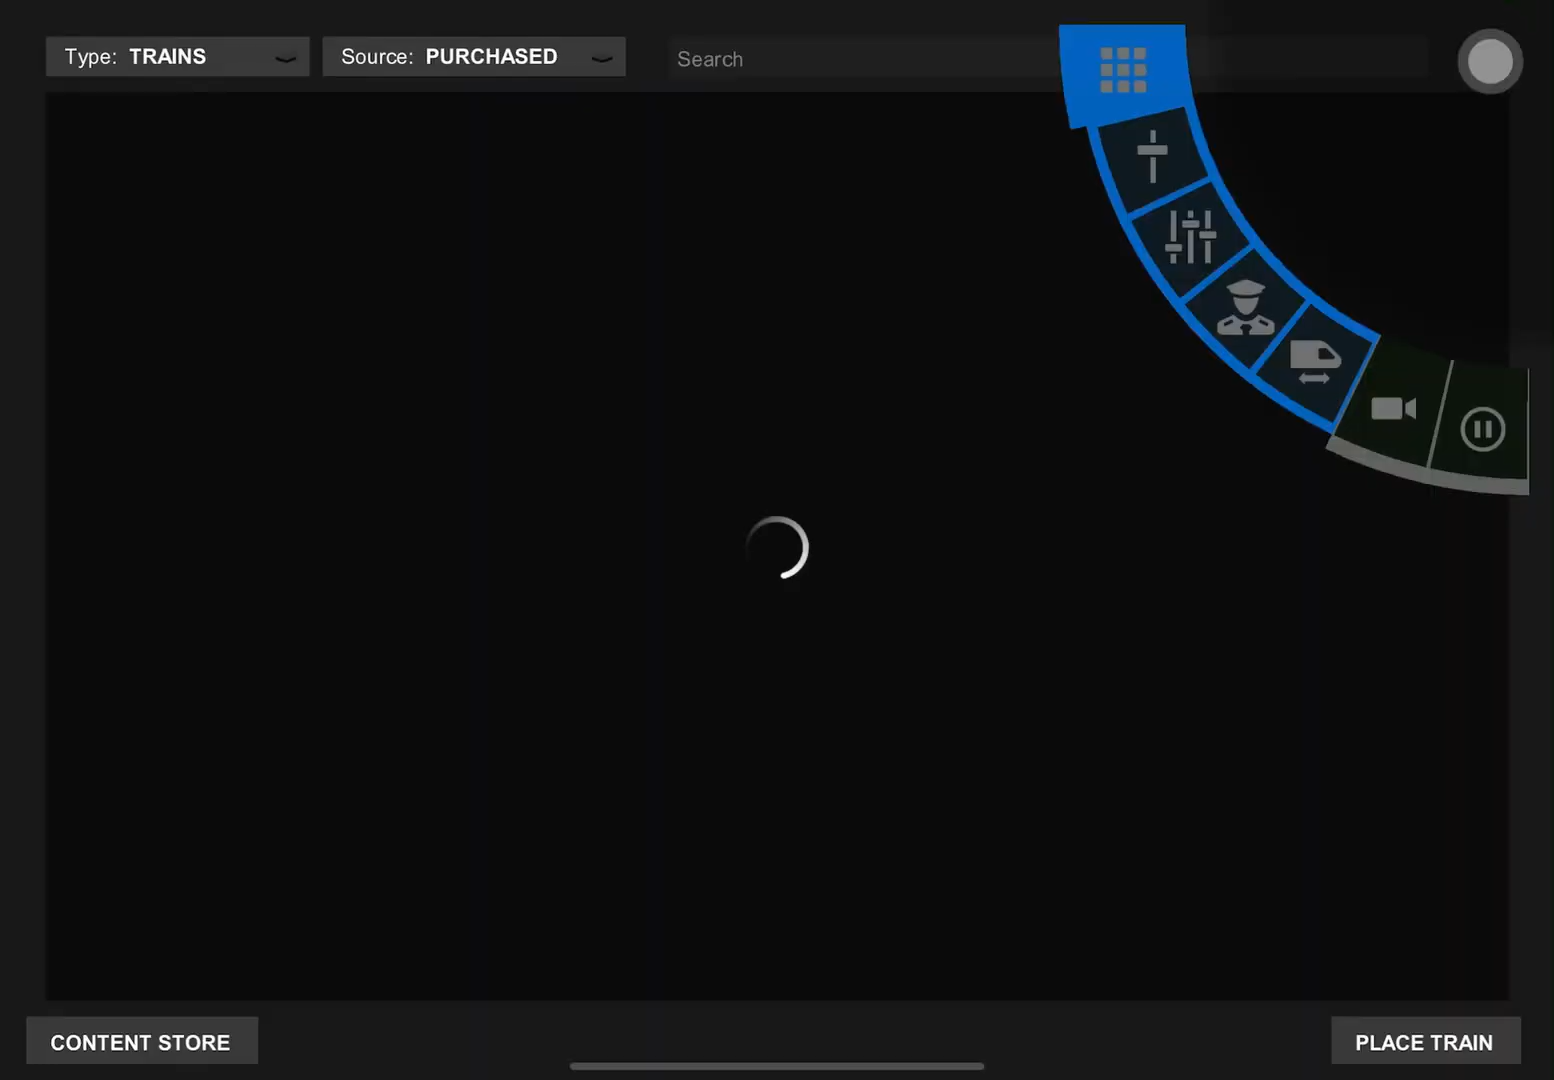 Type: TRAINS
Source: PURCHASED
Search
CONTENT STORE
PLACE TRAIN